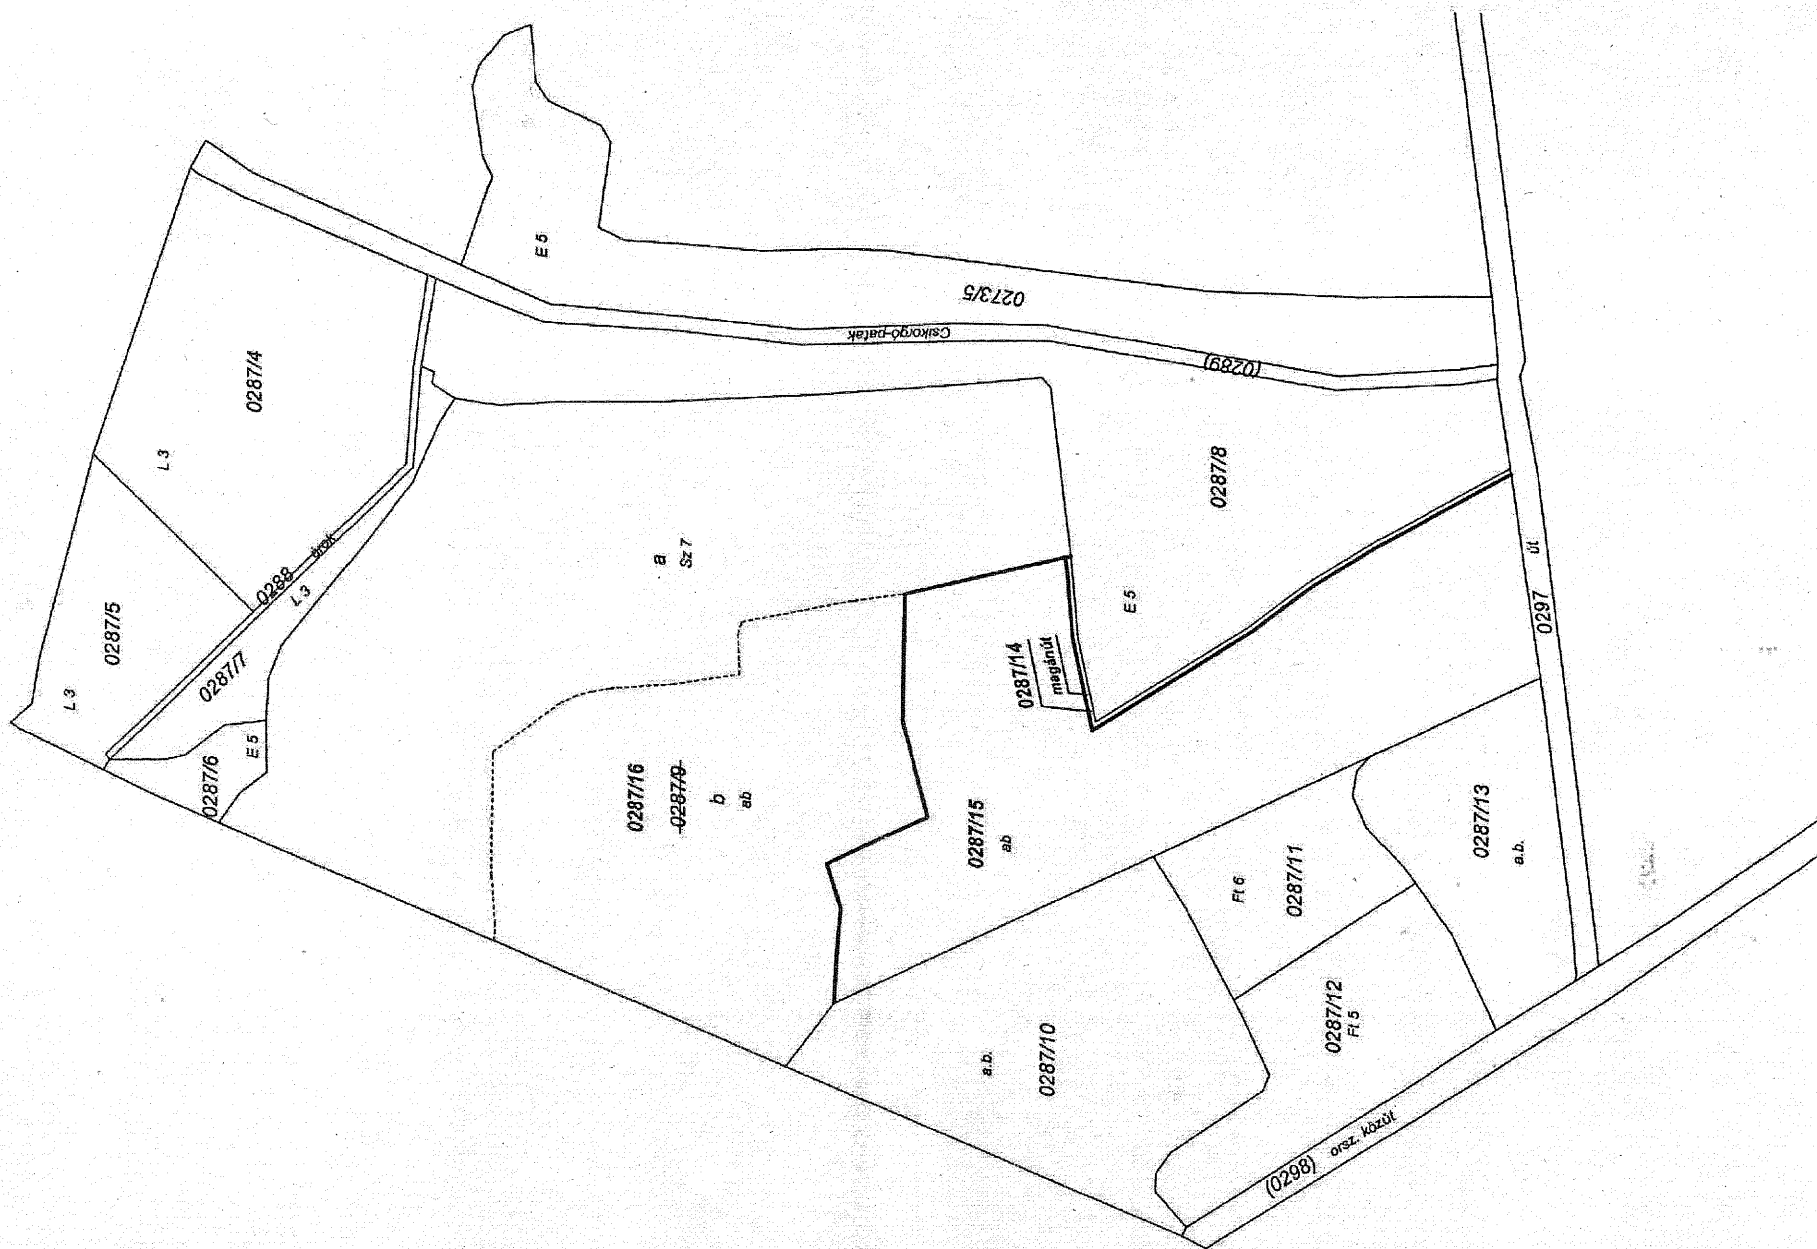 0287/4
L 3
0287/5
L 3
0288
árok
L 3
0287/7
0287/6
E 5
E 5
0273/5
Csikorgó-patak
(0289)
a
Sz 7
0287/8
E 5
0287/14
magánút
0287/16
0287/9
b
ab
0287/15
ab
0297
út
0287/13
a.b.
Ft 6
0287/11
0287/12
Ft 5
a.b.
0287/10
(0298)
orsz. közút